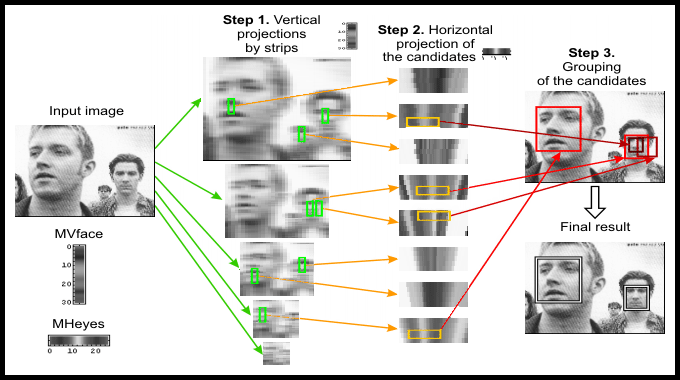 Step 1. Vertical
projections
by strips
Step 2. Horizontal
projection of
the candidates
Step 3.
Grouping
of the candidates
Input image
MVface
0
10
20
30
MHeyes
0 10 20
Final result